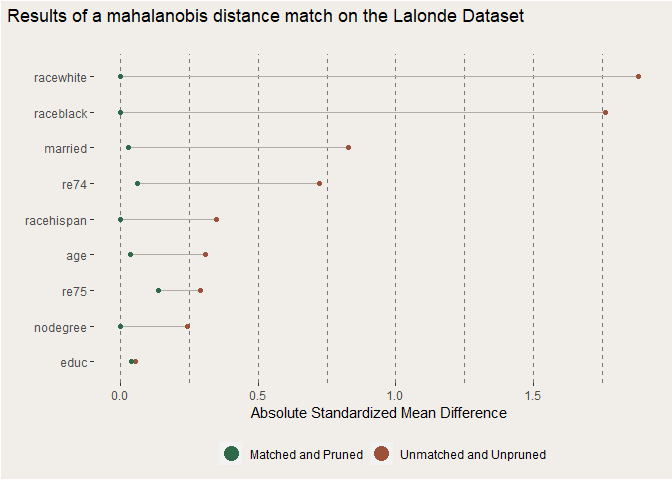 Results of a mahalanobis distance match on the Lalonde Dataset
racewhite
raceblack
married
re74
racehispan
age
re75
nodegree
educ
0.0 0.5 1.0 1.5
Absolute Standardized Mean Difference
Matched and Pruned Unmatched and Unpruned